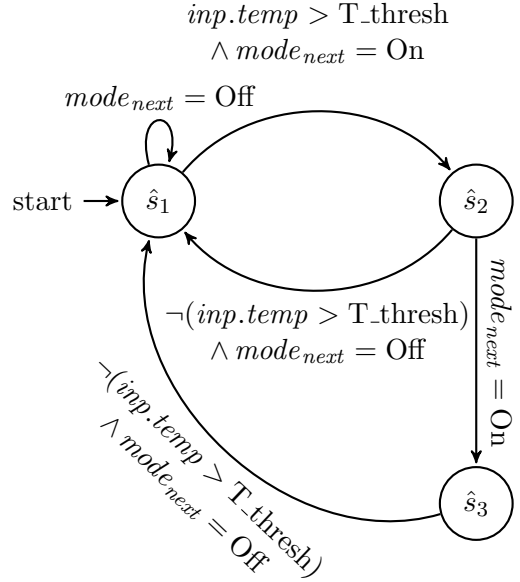 inp.temp > T_thresh
∧ mode_next = On
mode_next = Off
start
ŝ₁
ŝ₂
¬(inp.temp > T_thresh)
∧ mode_next = Off
mode_next = On
¬(inp.temp > T_thresh)
∧ mode_next = Off
ŝ₃